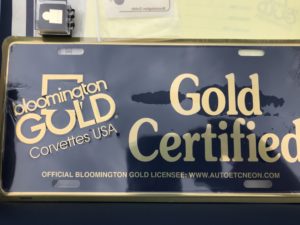 bloomington
GOLD
Corvettes USA
Gold
Certified
OFFICIAL BLOOMINGTON GOLD LICENSEE: WWW.AUTOETCNEON.COM